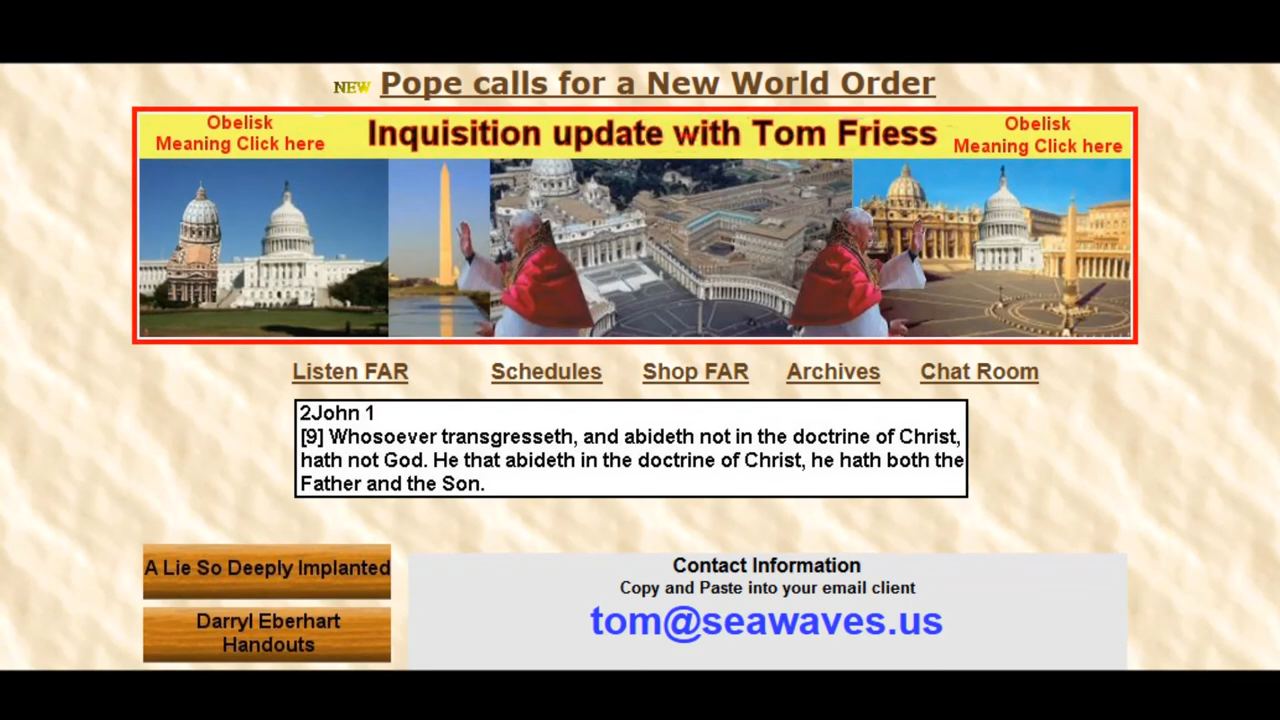 NEW Pope calls for a New World Order
Obelisk
Meaning Click here
Inquisition update with Tom Friess
Obelisk
Meaning Click here
Listen FAR Schedules Shop FAR Archives Chat Room
2John 1
[9] Whosoever transgresseth, and abideth not in the doctrine of Christ,
hath not God. He that abideth in the doctrine of Christ, he hath both the
Father and the Son.
A Lie So Deeply Implanted
Darryl Eberhart
Handouts
Contact Information
Copy and Paste into your email client
tom@seawaves.us